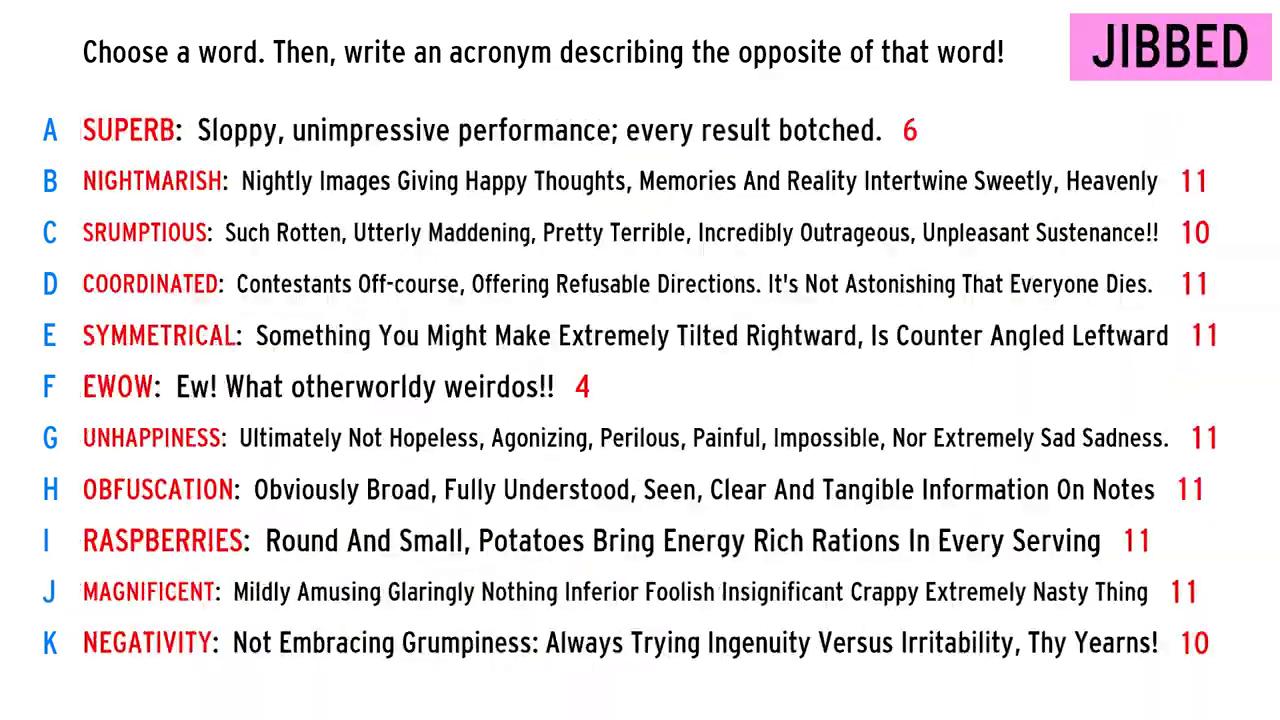 Choose a word. Then, write an acronym describing the opposite of that word!
JIBBED
A SUPERB: Sloppy, unimpressive performance; every result botched. 6
B NIGHTMARISH: Nightly Images Giving Happy Thoughts, Memories And Reality Intertwine Sweetly, Heavenly 11
C SRUMPTIOUS: Such Rotten, Utterly Maddening, Pretty Terrible, Incredibly Outrageous, Unpleasant Sustenance!! 10
D COORDINATED: Contestants Off-course, Offering Refusable Directions. It's Not Astonishing That Everyone Dies. 11
E SYMMETRICAL: Something You Might Make Extremely Tilted Rightward, Is Counter Angled Leftward 11
F EWOW: Ew! What otherworldy weirdos!! 4
G UNHAPPINESS: Ultimately Not Hopeless, Agonizing, Perilous, Painful, Impossible, Nor Extremely Sad Sadness. 11
H OBFUSCATION: Obviously Broad, Fully Understood, Seen, Clear And Tangible Information On Notes 11
I RASPBERRIES: Round And Small, Potatoes Bring Energy Rich Rations In Every Serving 11
J MAGNIFICENT: Mildly Amusing Glaringly Nothing Inferior Foolish Insignificant Crappy Extremely Nasty Thing 11
K NEGATIVITY: Not Embracing Grumpiness: Always Trying Ingenuity Versus Irritability, Thy Yearns! 10